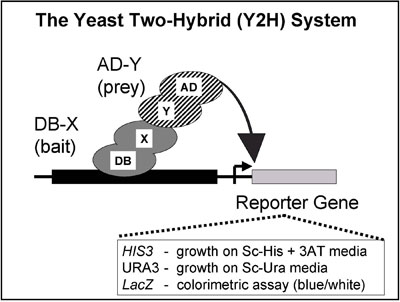 The Yeast Two-Hybrid (Y2H) System
AD-Y
(prey)
AD
Y
DB-X
(bait)
X
DB
Reporter Gene
HIS3 - growth on Sc-His + 3AT media
URA3 - growth on Sc-Ura media
LacZ - colorimetric assay (blue/white)